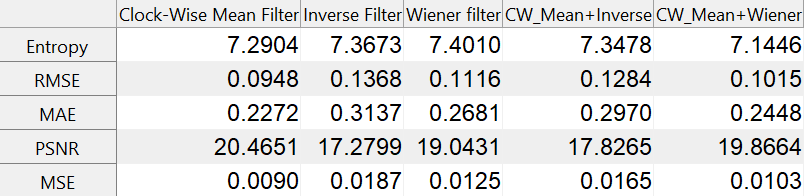 Clock-Wise Mean Filter Inverse Filter Wiener filter CW_Mean+Inverse CW_Mean+Wiener
Entropy 7.2904 7.3673 7.4010 7.3478 7.1446
RMSE 0.0948 0.1368 0.1116 0.1284 0.1015
MAE 0.2272 0.3137 0.2681 0.2970 0.2448
PSNR 20.4651 17.2799 19.0431 17.8265 19.8664
MSE 0.0090 0.0187 0.0125 0.0165 0.0103